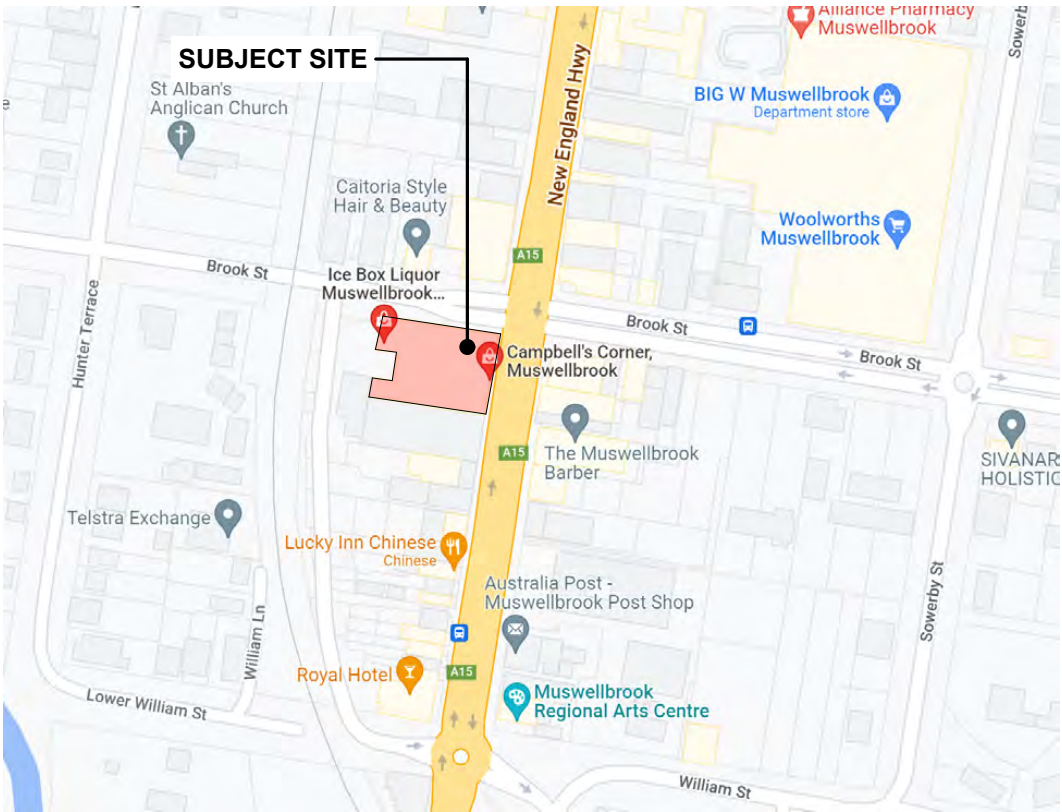 Alliance Pharmacy
Muswellbrook
SUBJECT SITE
St Alban's
Anglican Church
New England Hwy
BIG W Muswellbrook
Department store
Caitoria Style
Hair & Beauty
Woolworths
Muswellbrook
A15
Brook St
Ice Box Liquor
Muswellbrook...
Brook St
Brook St
Hunter Terrace
Campbell's Corner,
Muswellbrook
A15
The Muswellbrook
Barber
SIVANAR
HOLISTIC
Telstra Exchange
Lucky Inn Chinese
Chinese
Australia Post -
Muswellbrook Post Shop
Sowerby St
William Ln
Royal Hotel
A15
Muswellbrook
Regional Arts Centre
Lower William St
William St